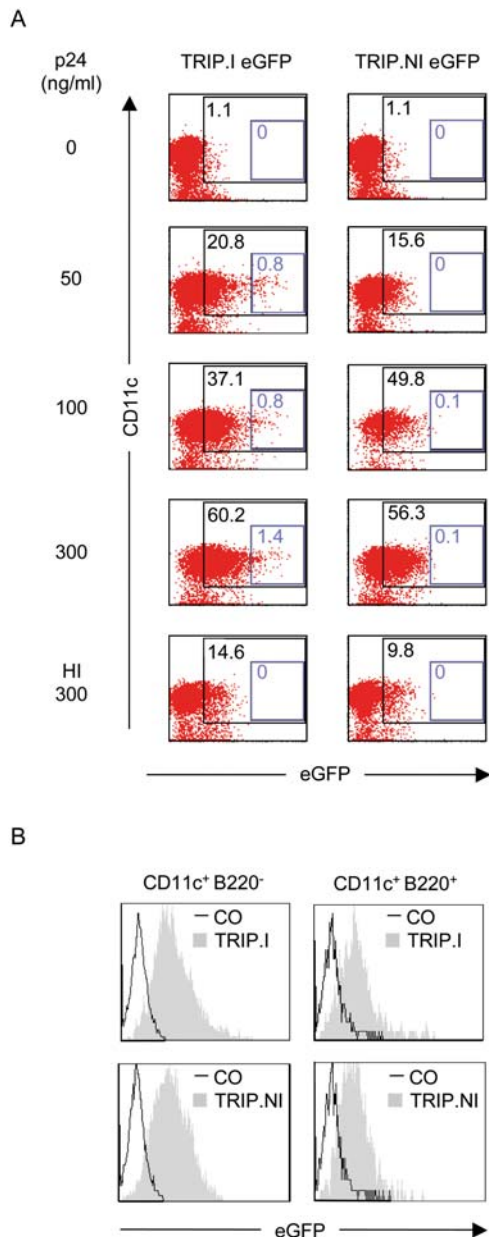 A
p24
(ng/ml)
TRIP.I eGFP
TRIP.NI eGFP
0
1.1
0
1.1
0
50
20.8
0.8
15.6
0
100
37.1
0.8
49.8
0.1
300
60.2
1.4
56.3
0.1
HI
300
14.6
0
9.8
0
CD11c
eGFP
B
CD11c⁺ B220⁻
CD11c⁺ B220⁺
CO
TRIP.I
CO
TRIP.I
CO
TRIP.NI
CO
TRIP.NI
eGFP